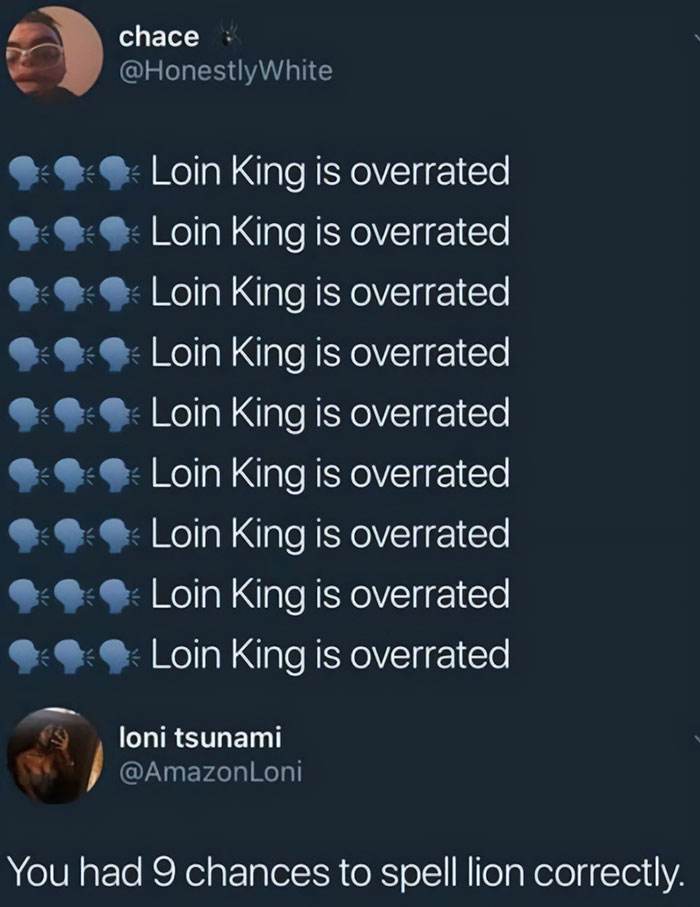 chace
@HonestlyWhite
🗣🗣🗣 Loin King is overrated
🗣🗣🗣 Loin King is overrated
🗣🗣🗣 Loin King is overrated
🗣🗣🗣 Loin King is overrated
🗣🗣🗣 Loin King is overrated
🗣🗣🗣 Loin King is overrated
🗣🗣🗣 Loin King is overrated
🗣🗣🗣 Loin King is overrated
🗣🗣🗣 Loin King is overrated
loni tsunami
@AmazonLoni
You had 9 chances to spell lion correctly.